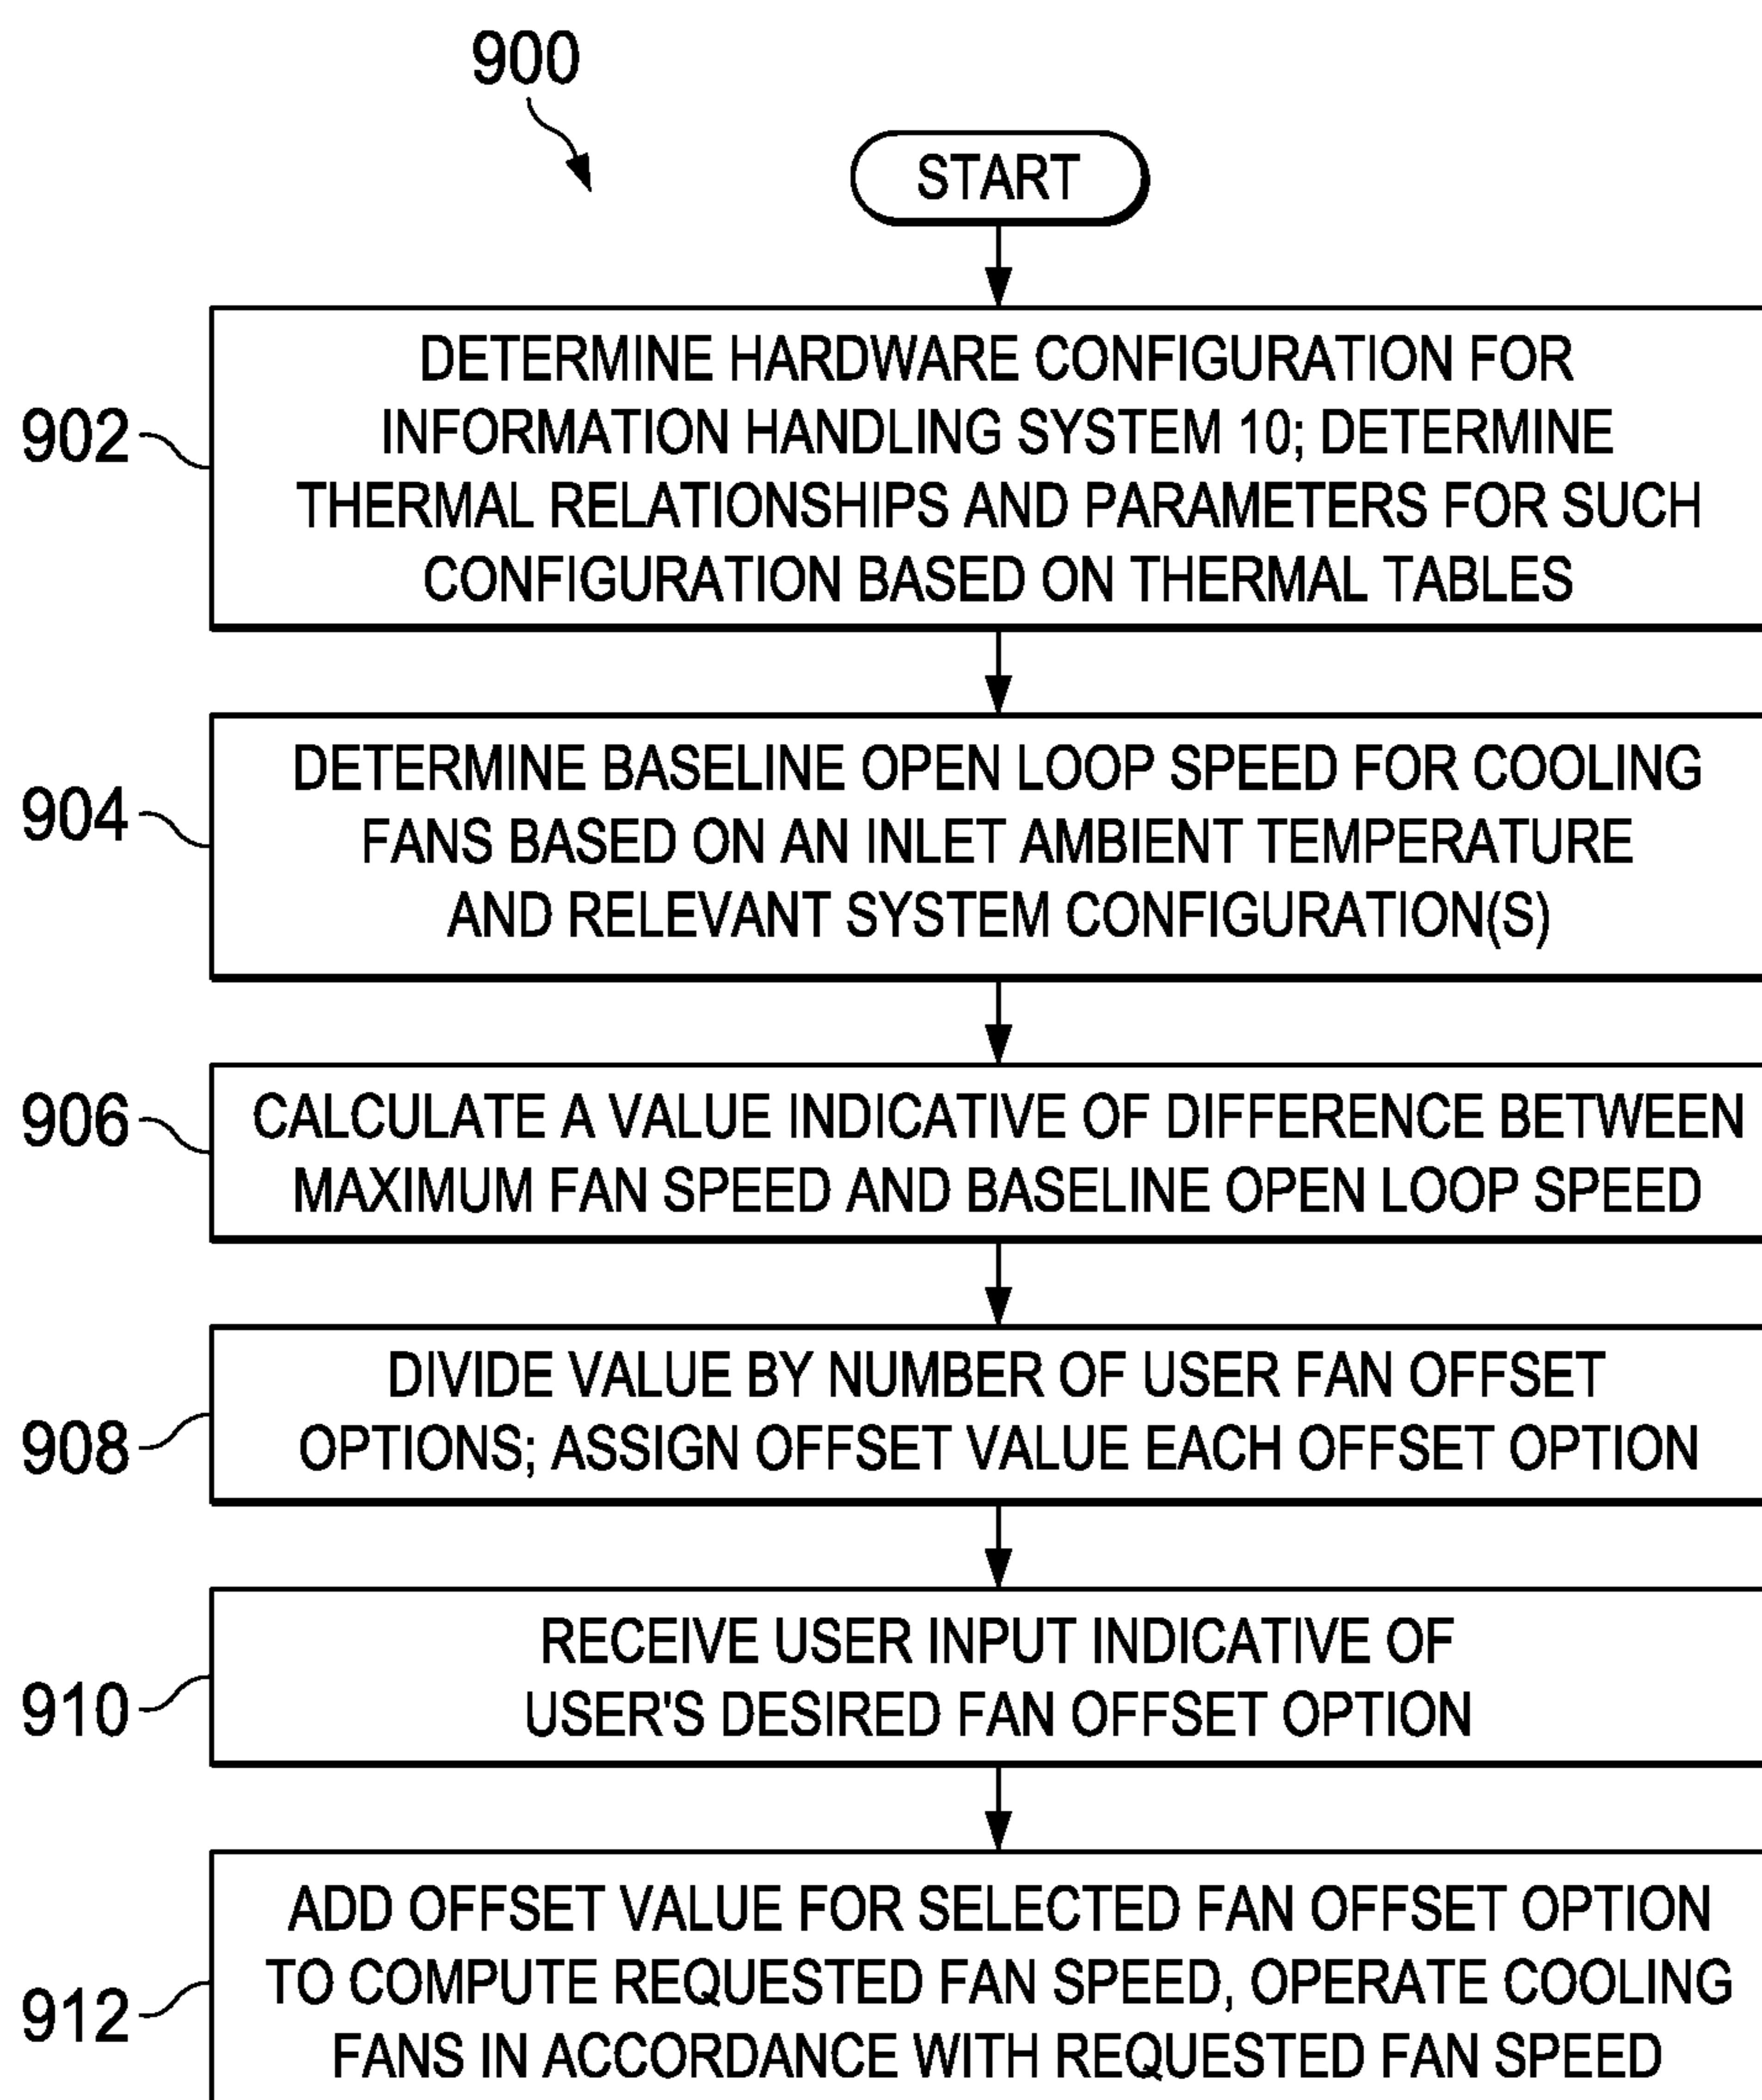 900
START
902
DETERMINE HARDWARE CONFIGURATION FOR
INFORMATION HANDLING SYSTEM 10; DETERMINE
THERMAL RELATIONSHIPS AND PARAMETERS FOR SUCH
CONFIGURATION BASED ON THERMAL TABLES
904
DETERMINE BASELINE OPEN LOOP SPEED FOR COOLING
FANS BASED ON AN INLET AMBIENT TEMPERATURE
AND RELEVANT SYSTEM CONFIGURATION(S)
906
CALCULATE A VALUE INDICATIVE OF DIFFERENCE BETWEEN
MAXIMUM FAN SPEED AND BASELINE OPEN LOOP SPEED
908
DIVIDE VALUE BY NUMBER OF USER FAN OFFSET
OPTIONS; ASSIGN OFFSET VALUE EACH OFFSET OPTION
910
RECEIVE USER INPUT INDICATIVE OF
USER'S DESIRED FAN OFFSET OPTION
912
ADD OFFSET VALUE FOR SELECTED FAN OFFSET OPTION
TO COMPUTE REQUESTED FAN SPEED, OPERATE COOLING
FANS IN ACCORDANCE WITH REQUESTED FAN SPEED